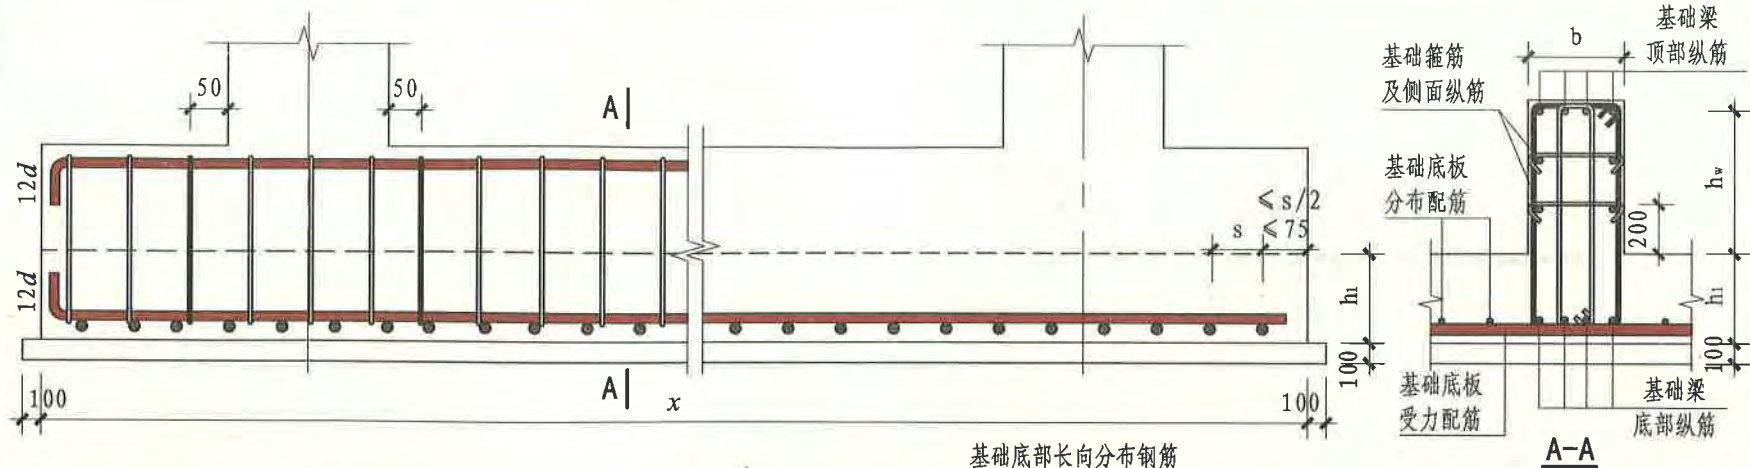 50
50
A
12d
12d
≤s/2
s
≤75
h1
100
A
x
100
100
基础底部长向分布钢筋
基础箍筋
及侧面纵筋
基础底板
分布配筋
b
基础梁
顶部纵筋
hw
200
h1
100
基础底板
受力配筋
基础梁
底部纵筋
A-A